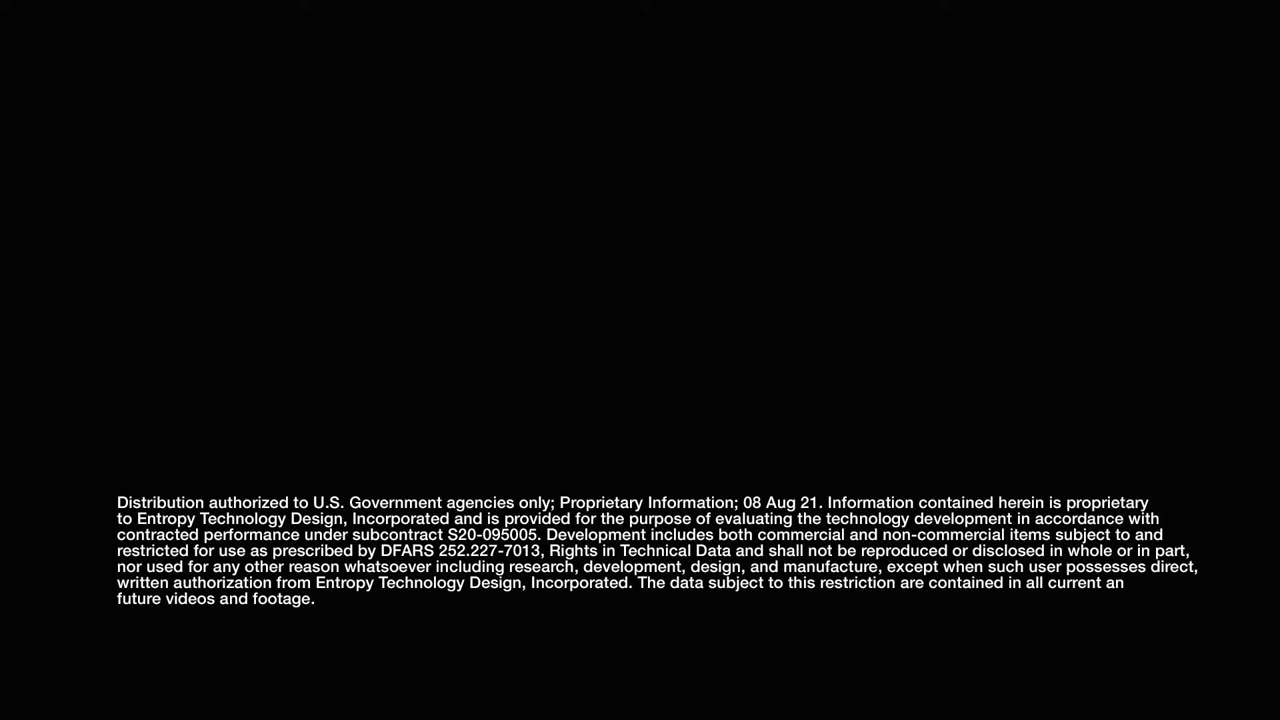 Distribution authorized to U.S. Government agencies only; Proprietary Information; 08 Aug 21. Information contained herein is proprietary
to Entropy Technology Design, Incorporated and is provided for the purpose of evaluating the technology development in accordance with
contracted performance under subcontract S20-095005. Development includes both commercial and non-commercial items subject to and
restricted for use as prescribed by DFARS 252.227-7013, Rights in Technical Data and shall not be reproduced or disclosed in whole or in part,
nor used for any other reason whatsoever including research, development, design, and manufacture, except when such user possesses direct,
written authorization from Entropy Technology Design, Incorporated. The data subject to this restriction are contained in all current an
future videos and footage.